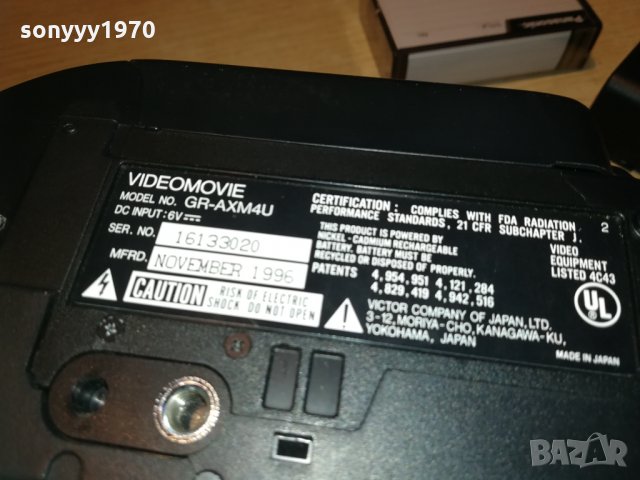 sonyyy1970
Panasonic
VIDEOMOVIE
MODEL NO. GR-AXM4U
DC INPUT:6V
SER. NO. 16133020
MFRD. NOVEMBER 1996
CAUTION RISK OF ELECTRIC
SHOCK DO NOT OPEN
CERTIFICATION: COMPLIES WITH FDA RADIATION
PERFORMANCE STANDARDS, 21 CFR SUBCHAPTER J.
THIS PRODUCT IS POWERED BY
NICKEL-CADMIUM RECHARGEABLE
BATTERY. BATTERY MUST BE
RECYCLED OR DISPOSED OF PROPERLY.
PATENTS 4,954,951 4,121,284
4,829,419 4,942,516
VICTOR COMPANY OF JAPAN, LTD.
3-12, MORIYA-CHO, KANAGAWA-KU,
YOKOHAMA, JAPAN
2
VIDEO
EQUIPMENT
LISTED 4C43
UL
MADE IN JAPAN
BAZAR